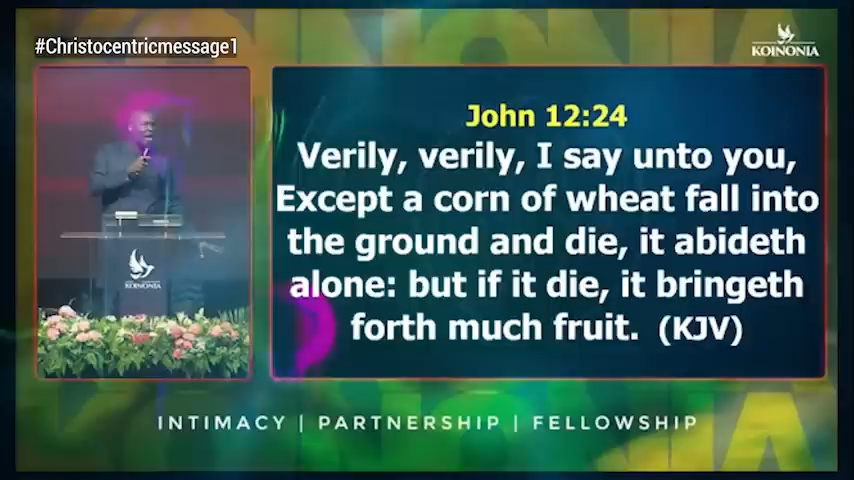 #Christocentricmessage1
KOINONIA
John 12:24
Verily, verily, I say unto you,
Except a corn of wheat fall into
the ground and die, it abideth
alone: but if it die, it bringeth
forth much fruit. (KJV)
KOINONIA
INTIMACY | PARTNERSHIP | FELLOWSHIP